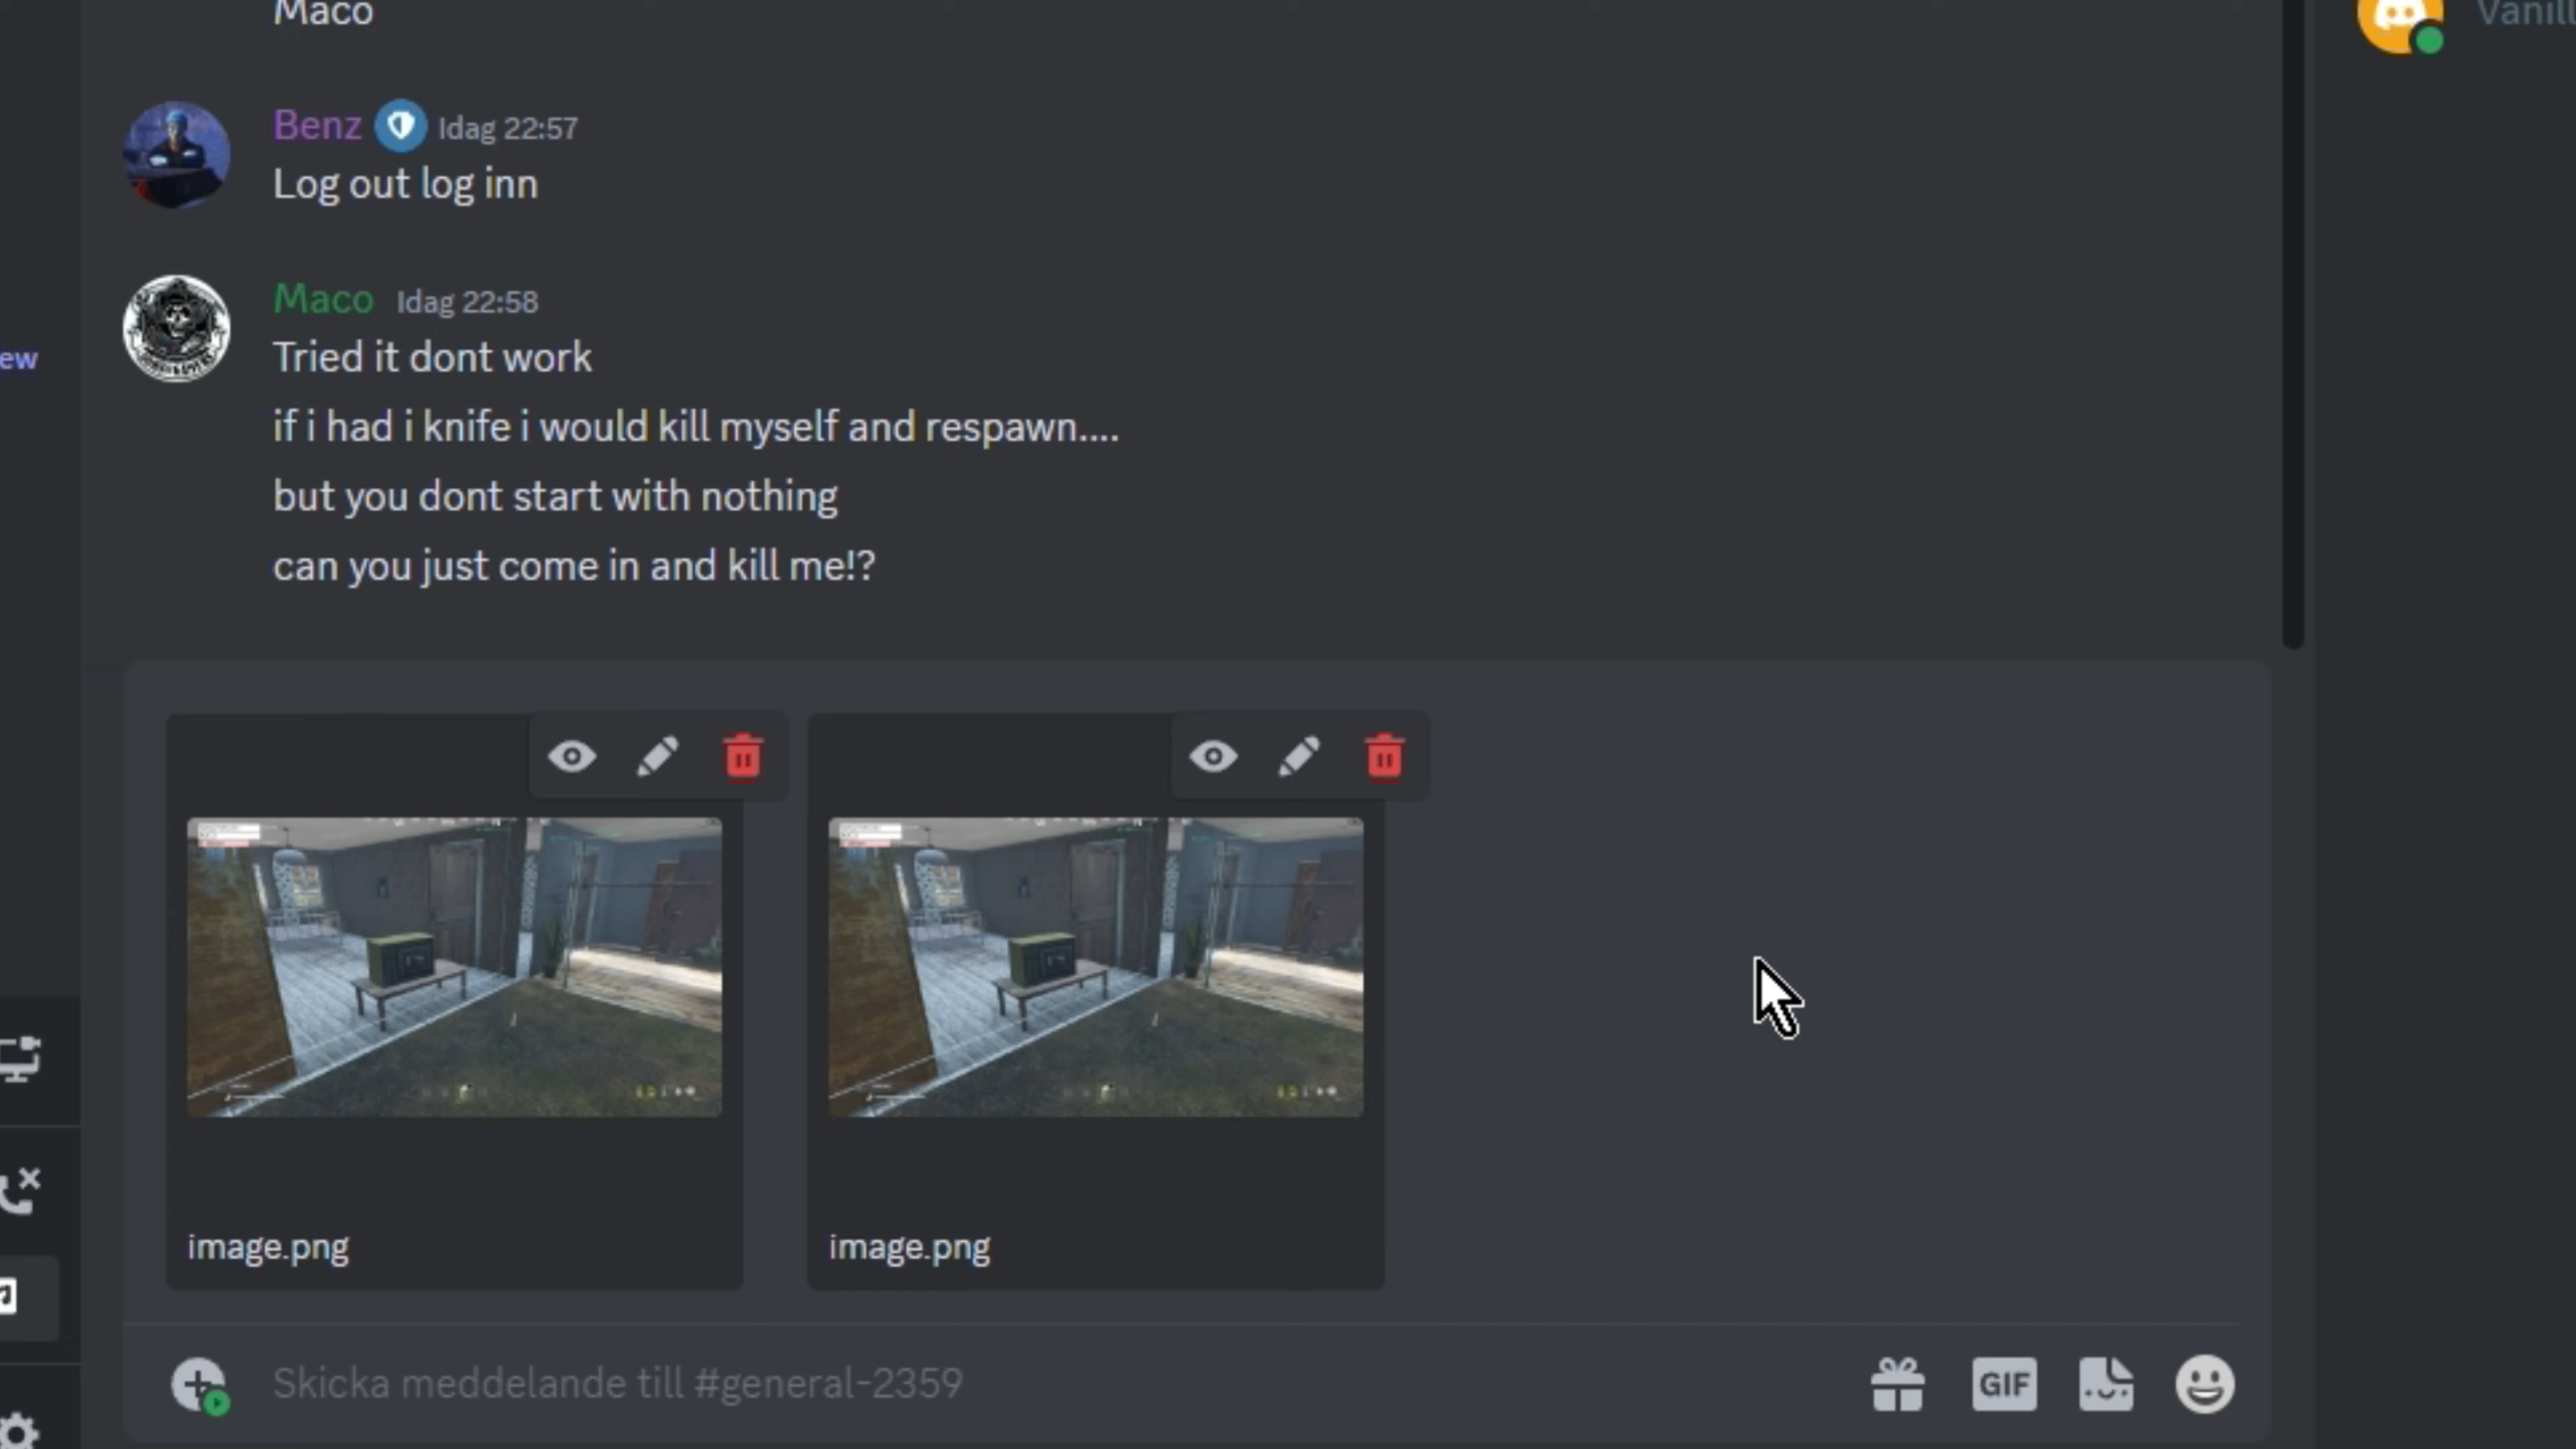 Maco
Vanill
Benz Idag 22:57
Log out log inn
Maco Idag 22:58
Tried it dont work
if i had i knife i would kill myself and respawn....
but you dont start with nothing
can you just come in and kill me!?
ew
image.png
image.png
Skicka meddelande till #general-2359
GIF